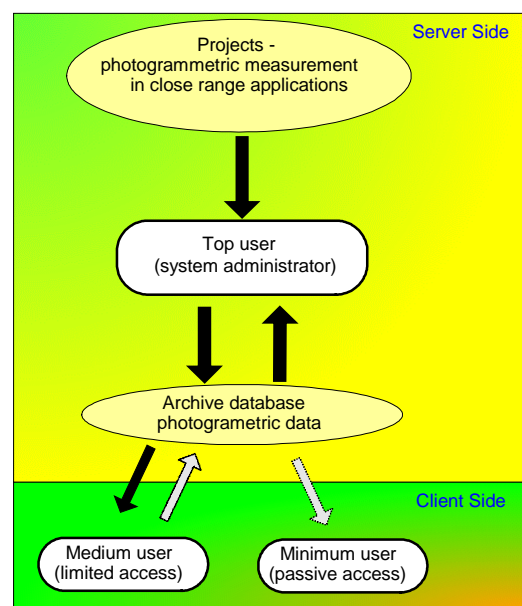 Server Side
Projects -
photogrammetric measurement
in close range applications
Top user
(system administrator)
Archive database
photogrametric data
Client Side
Medium user
(limited access)
Minimum user
(passive access)